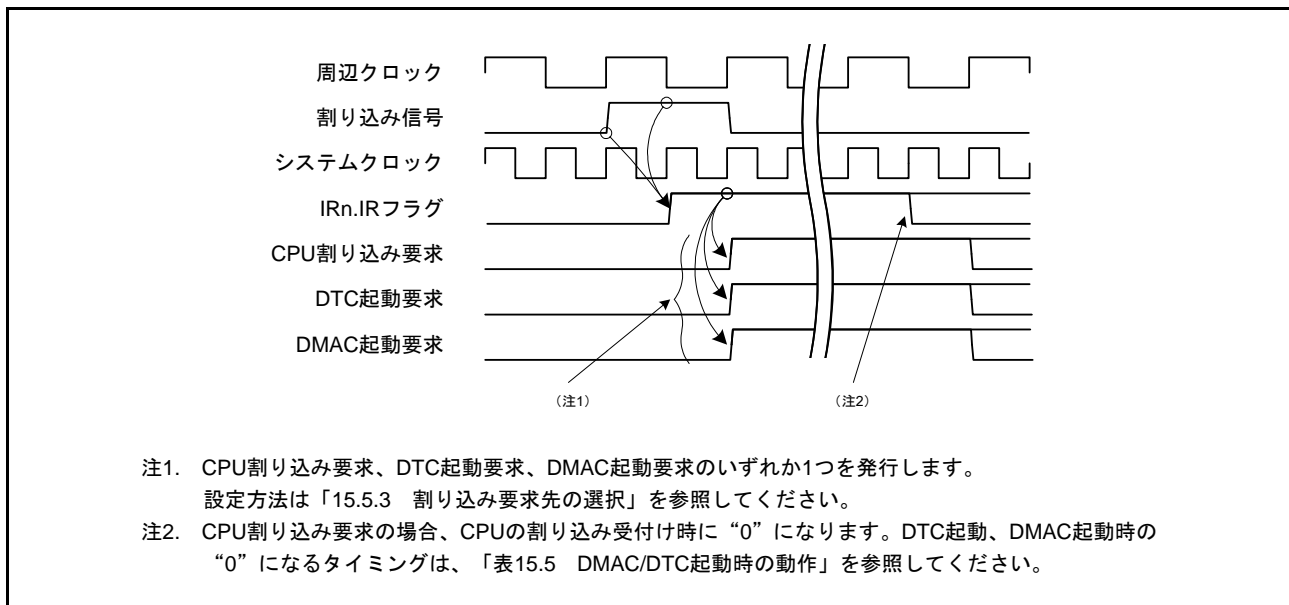 周辺クロック
割り込み信号
システムクロック
IRn.IRフラグ
CPU割り込み要求
DTC起動要求
DMAC起動要求
（注1）
（注2）
注1. CPU割り込み要求、DTC起動要求、DMAC起動要求のいずれか1つを発行します。
設定方法は「15.5.3 割り込み要求先の選択」を参照してください。
注2. CPU割り込み要求の場合、CPUの割り込み受付け時に“0”になります。DTC起動、DMAC起動時の
“0”になるタイミングは、「表15.5 DMAC/DTC起動時の動作」を参照してください。